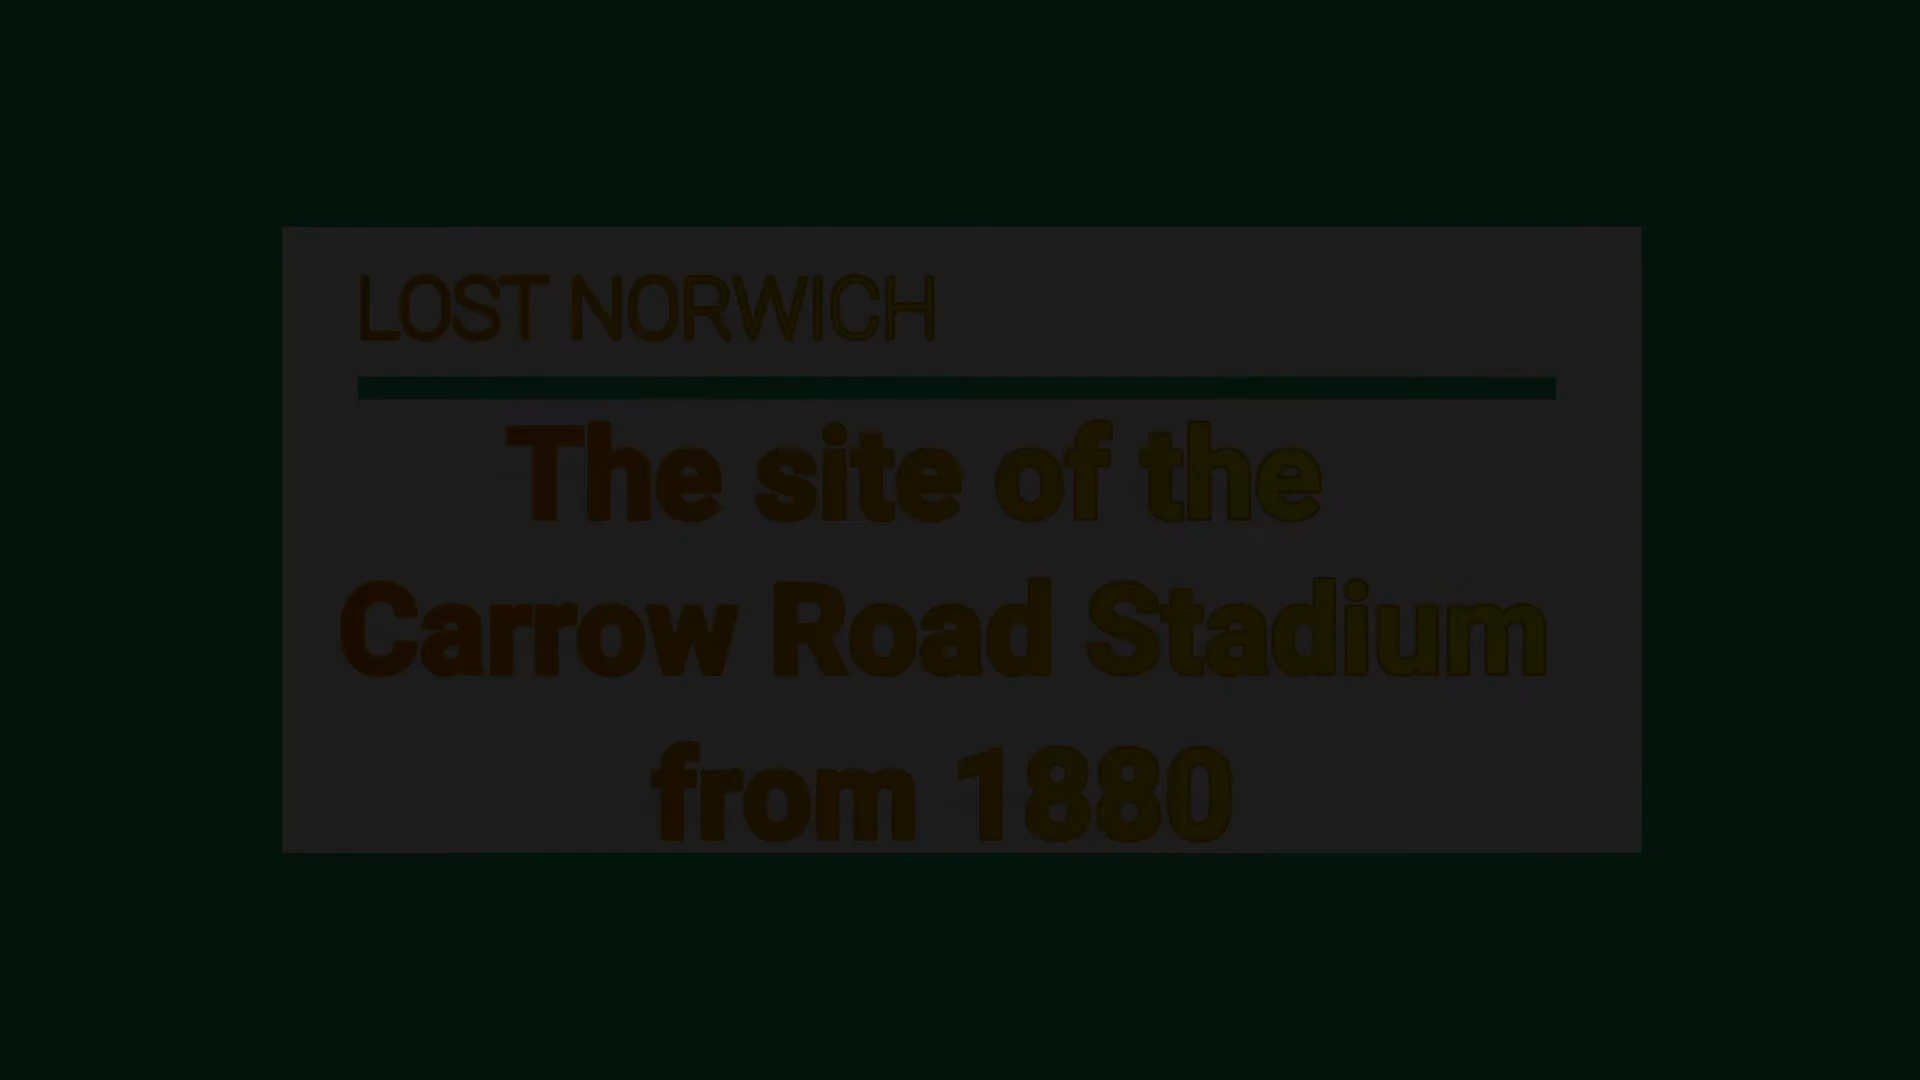 LOST NORWICH
The site of the
Carrow Road Stadium
from 1880